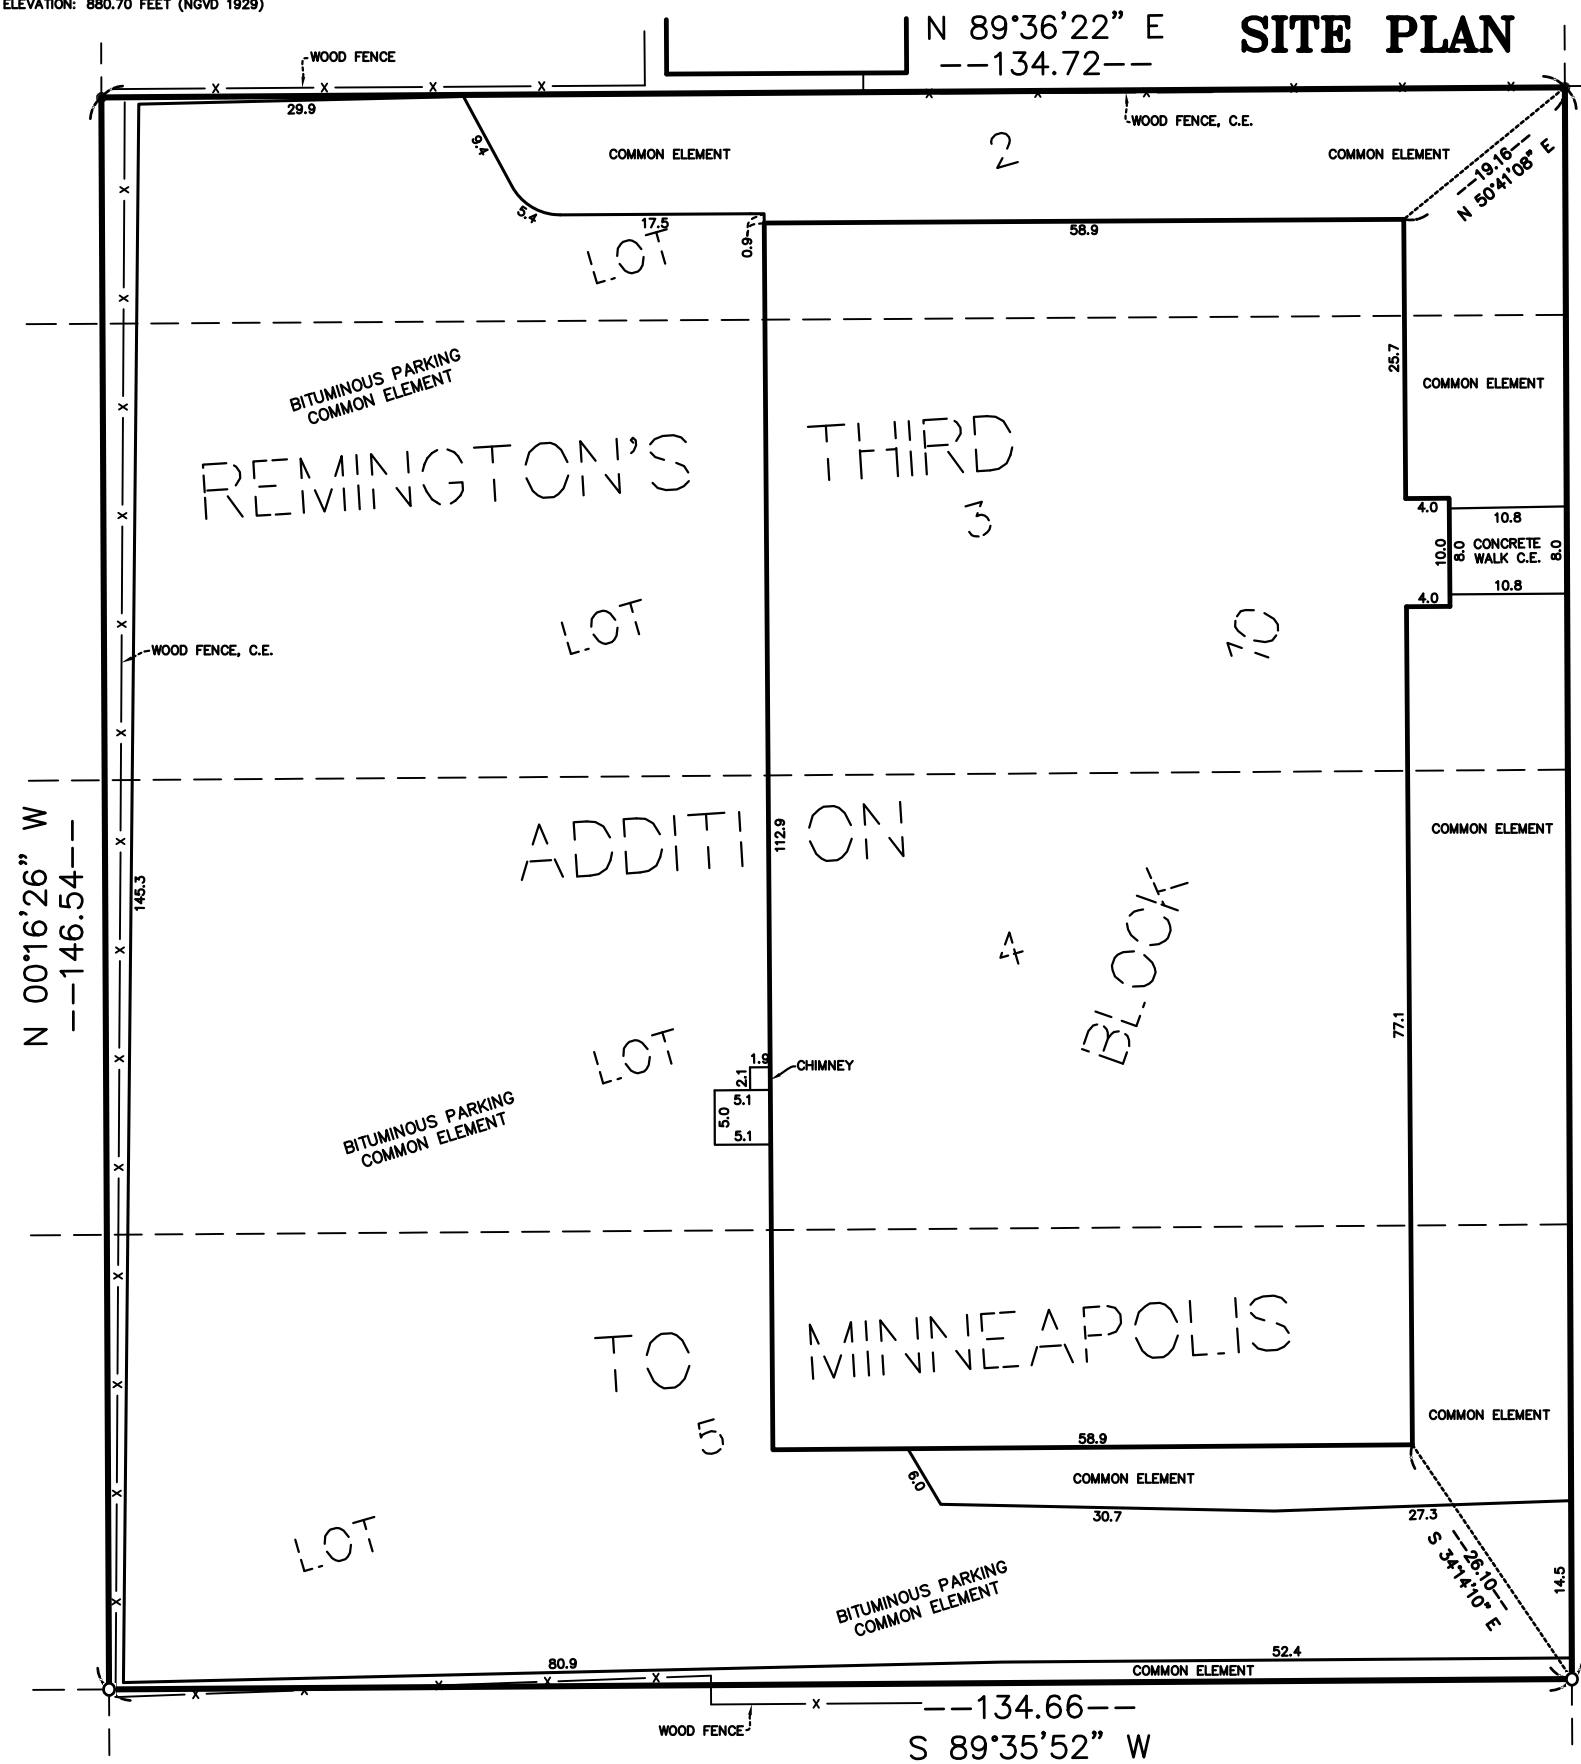 ELEVATION: 880.70 FEET (NGVD 1929)
N 89°36'22" E
--134.72--
SITE PLAN
WOOD FENCE
29.9
WOOD FENCE, C.E.
9.4
COMMON ELEMENT
2
COMMON ELEMENT
--19.16--
N 50°41'08" E
5.4
17.5
0.9
58.9
LOT
BITUMINOUS PARKING
COMMON ELEMENT
25.7
COMMON ELEMENT
REMINGTON'S THIRD
3
4.0
10.8
10.0
8.0
CONCRETE
WALK C.E.
8.0
10.8
4.0
LOT
10
WOOD FENCE, C.E.
N 00°16'26" W
--146.54--
145.3
ADDITION
112.9
COMMON ELEMENT
4
BLOCK
77.1
LOT
1.9
2.1
CHIMNEY
5.1
5.0
5.1
BITUMINOUS PARKING
COMMON ELEMENT
TO MINNEAPOLIS
5
COMMON ELEMENT
58.9
6.0
COMMON ELEMENT
30.7
27.3
LOT
--26.10--
S 34°14'10" E
14.5
BITUMINOUS PARKING
COMMON ELEMENT
80.9
52.4
COMMON ELEMENT
WOOD FENCE
--134.66--
S 89°35'52" W